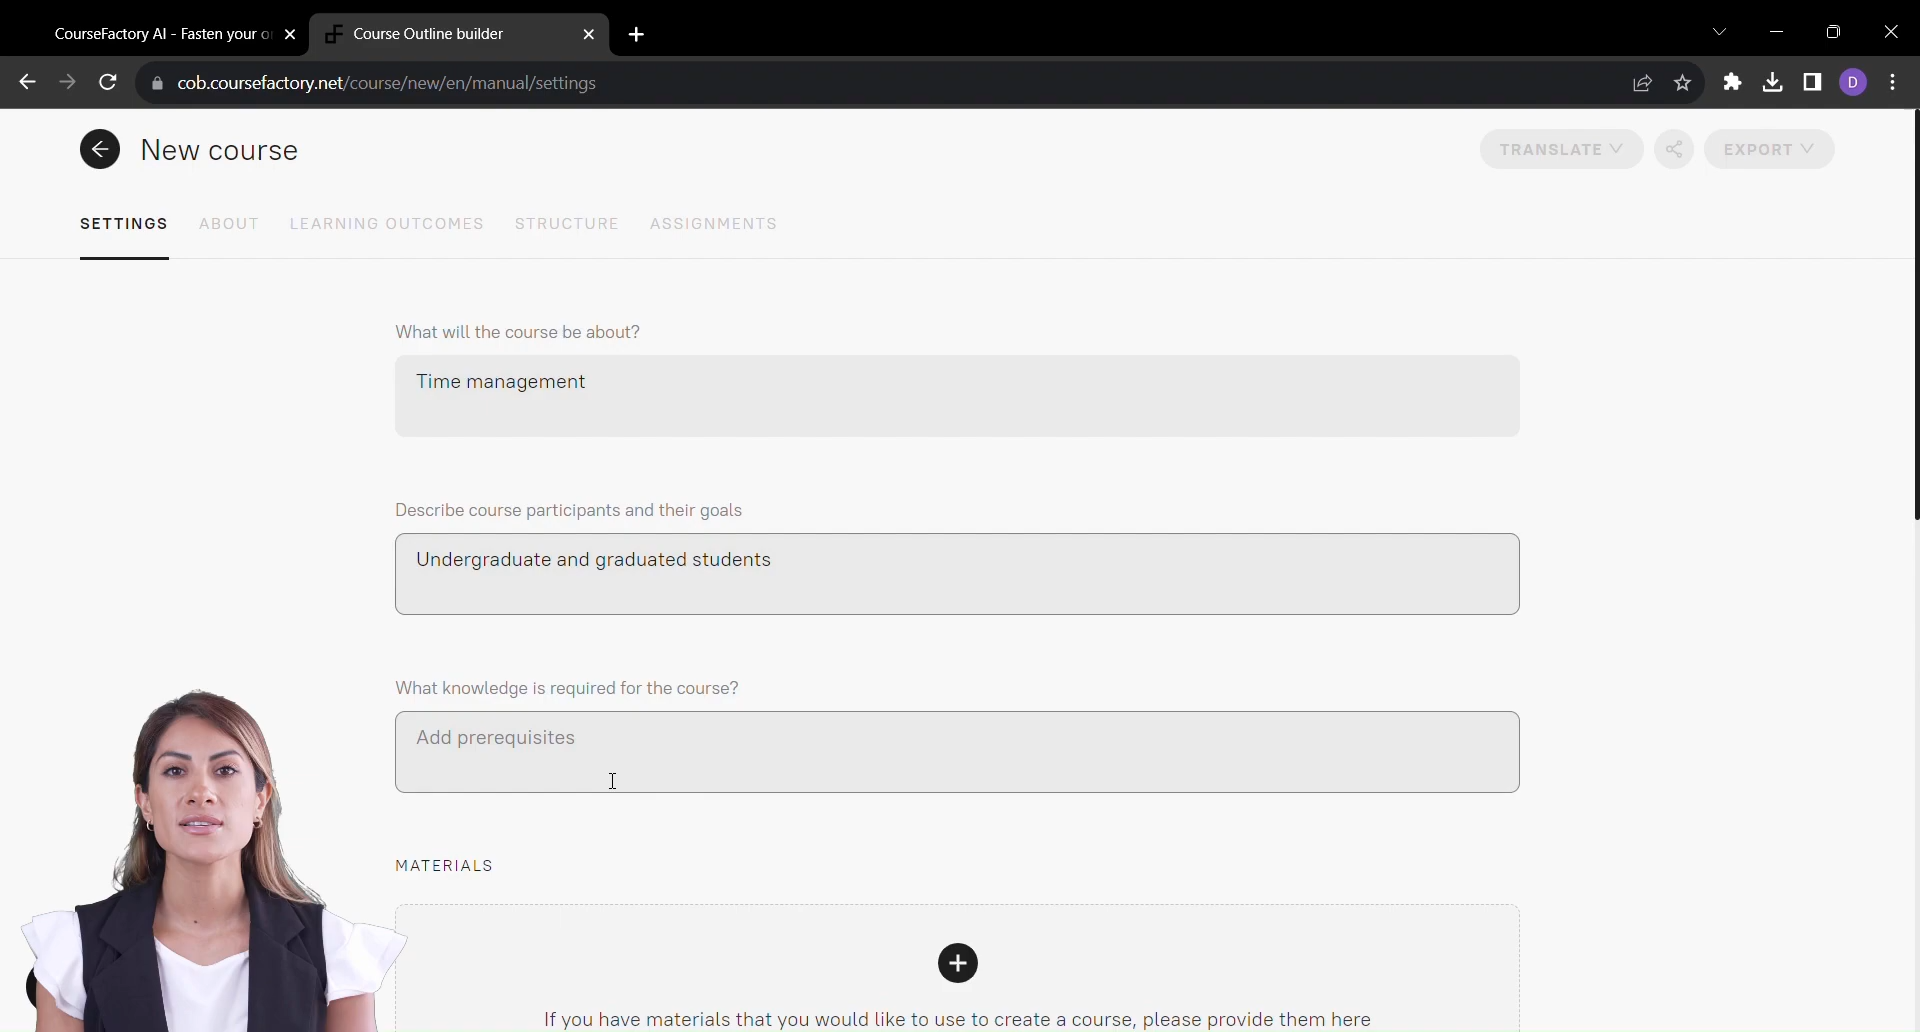 CourseFactory AI - Fasten your o
Course Outline builder
cob.coursefactory.net/course/new/en/manual/settings
D
New course
TRANSLATE
EXPORT
SETTINGS ABOUT LEARNING OUTCOMES STRUCTURE ASSIGNMENTS
What will the course be about?
Time management
Describe course participants and their goals
Undergraduate and graduated students
What knowledge is required for the course?
Add prerequisites
MATERIALS
If you have materials that you would like to use to create a course, please provide them here